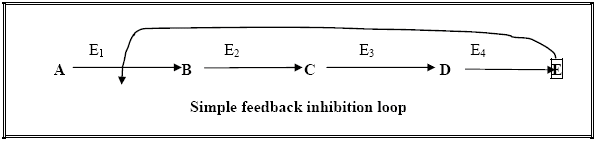 E1 E2 E3 E4
A B C D E
Simple feedback inhibition loop